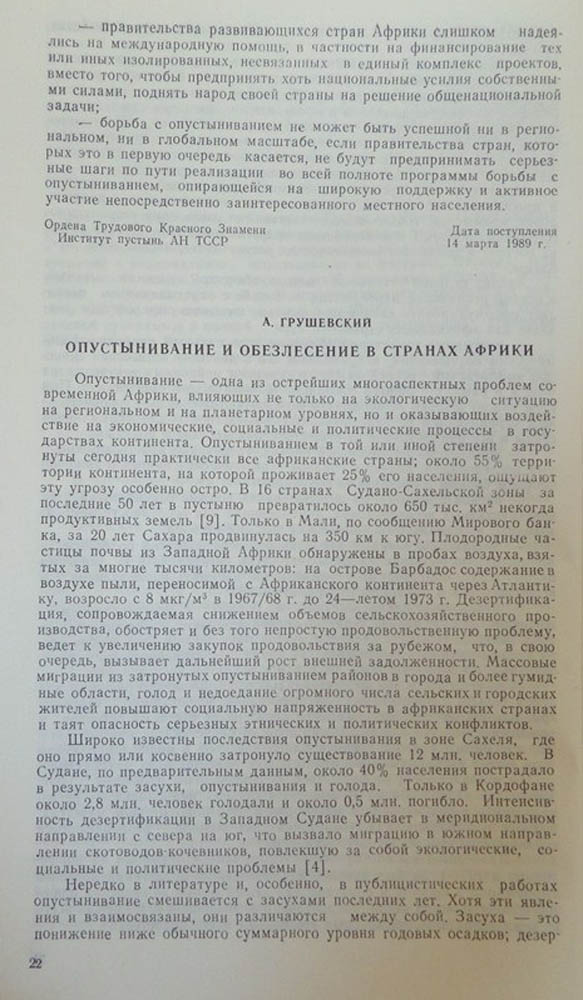 — правительства развивающихся стран Африки слишком надея-
лись на международную помощь, в частности на финансирование тех
или иных изолированных, несвязанных в единый комплекс проектов,
вместо того, чтобы предпринять хоть национальные усилия собственны-
ми силами, поднять народ своей страны на решение общенациональной
задачи;
— борьба с опустыниванием не может быть успешной ни в регио-
нальном, ни в глобальном масштабе, если правительства стран, кото-
рых это в первую очередь касается, не будут предпринимать серьез-
ные шаги по пути реализации во всей полноте программы борьбы с
опустыниванием, опирающейся на широкую поддержку и активное
участие непосредственно заинтересованного местного населения.
Ордена Трудового Красного Знамени
Институт пустынь АН ТССР
Дата поступления
14 марта 1989 г.
А. ГРУШЕВСКИЙ
ОПУСТЫНИВАНИЕ И ОБЕЗЛЕСЕНИЕ В СТРАНАХ АФРИКИ
Опустынивание — одна из острейших многоаспектных проблем со-
временной Африки, влияющих не только на экологическую ситуацию
на региональном и на планетарном уровнях, но и оказывающих воздей-
ствие на экономические, социальные и политические процессы в госу-
дарствах континента. Опустыниванием в той или иной степени затро-
нуты сегодня практически все африканские страны; около 55% терри-
тории континента, на которой проживает 25% его населения, ощущают
эту угрозу особенно остро. В 16 странах Судано-Сахельской зоны за
последние 50 лет в пустыню превратилось около 650 тыс. км² некогда
продуктивных земель [9]. Только в Мали, по сообщению Мирового бан-
ка, за 20 лет Сахара продвинулась на 350 км к югу. Плодородные ча-
стицы почвы из Западной Африки обнаружены в пробах воздуха, взя-
тых за многие тысячи километров: на острове Барбадос содержание в
воздухе пыли, переносимой с Африканского континента через Атланти-
ку, возросло с 8 мкг/м³ в 1967/68 г. до 24—летом 1973 г. Дезертифика-
ция, сопровождаемая снижением объемов сельскохозяйственного про-
изводства, обостряет и без того непростую продовольственную проблему,
ведет к увеличению закупок продовольствия за рубежом, что, в свою
очередь, вызывает дальнейший рост внешней задолженности. Массовые
миграции из затронутых опустыниванием районов в города и более гумид-
ные области, голод и недоедание огромного числа сельских и городских
жителей повышают социальную напряженность в африканских странах
и таят опасность серьезных этнических и политических конфликтов.
Широко известны последствия опустынивания в зоне Сахеля, где
оно прямо или косвенно затронуло существование 12 млн. человек. В
Судане, по предварительным данным, около 40% населения пострадало
в результате засухи, опустынивания и голода. Только в Кордофане
около 2,8 млн. человек голодали и около 0,5 млн. погибло. Интенсив-
ность дезертификации в Западном Судане убывает в меридиональном
направлении с севера на юг, что вызвало миграцию в южном направ-
лении скотоводов-кочевников, повлекшую за собой экологические, со-
циальные и политические проблемы [4].
Нередко в литературе и, особенно, в публицистических работах
опустынивание смешивается с засухами последних лет. Хотя эти явле-
ния и взаимосвязаны, они различаются между собой. Засуха — это
понижение ниже обычного суммарного уровня годовых осадков; дезер-
22